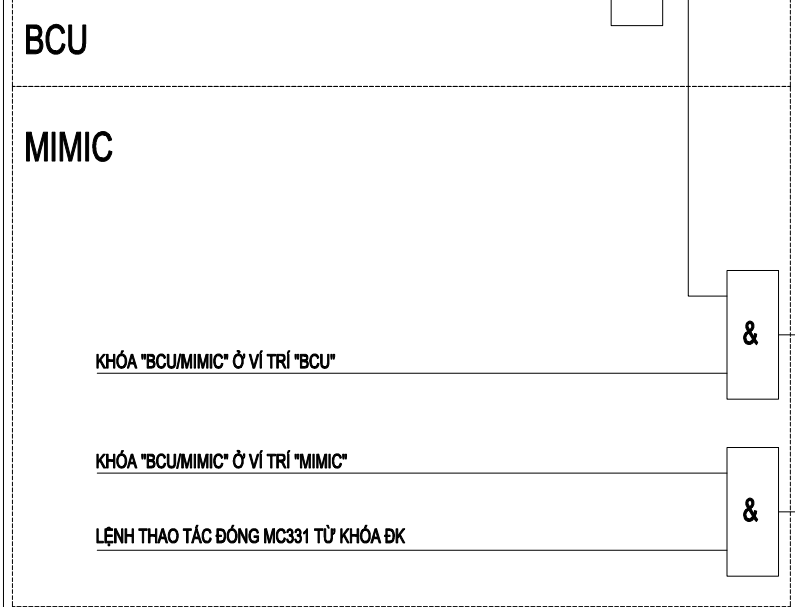 BCU
MIMIC
&
KHÓA "BCU/MIMIC" Ở VÍ TRÍ "BCU"
KHÓA "BCU/MIMIC" Ở VÍ TRÍ "MIMIC"
&
LỆNH THAO TÁC ĐÓNG MC331 TỪ KHÓA ĐK